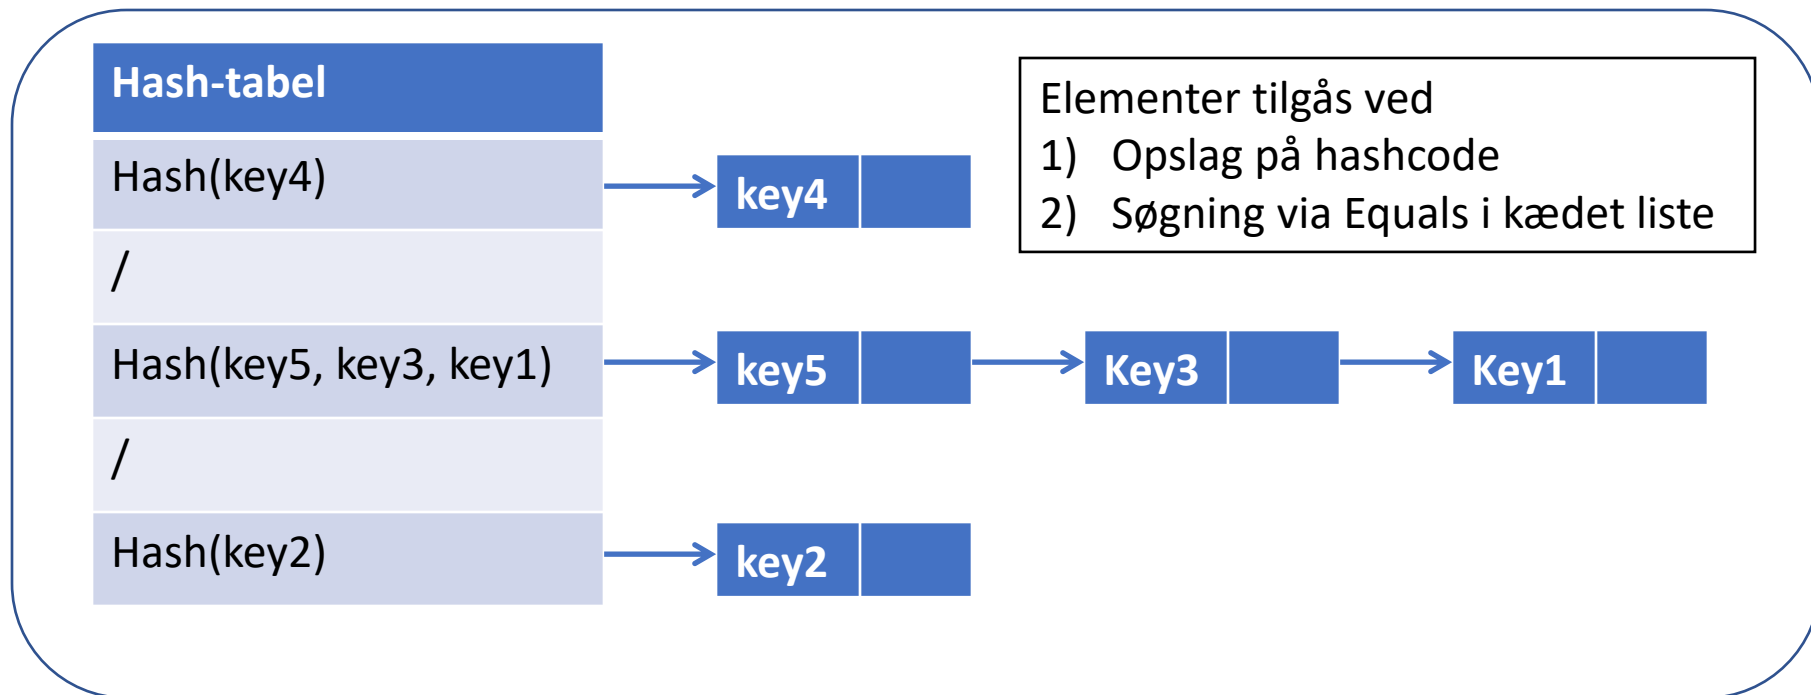 Hash-tabel
Hash(key4)
key4
/
Hash(key5, key3, key1)
key5
Key3
Key1
/
Hash(key2)
key2
Elementer tilgås ved
1) Opslag på hashcode
2) Søgning via Equals i kædet liste